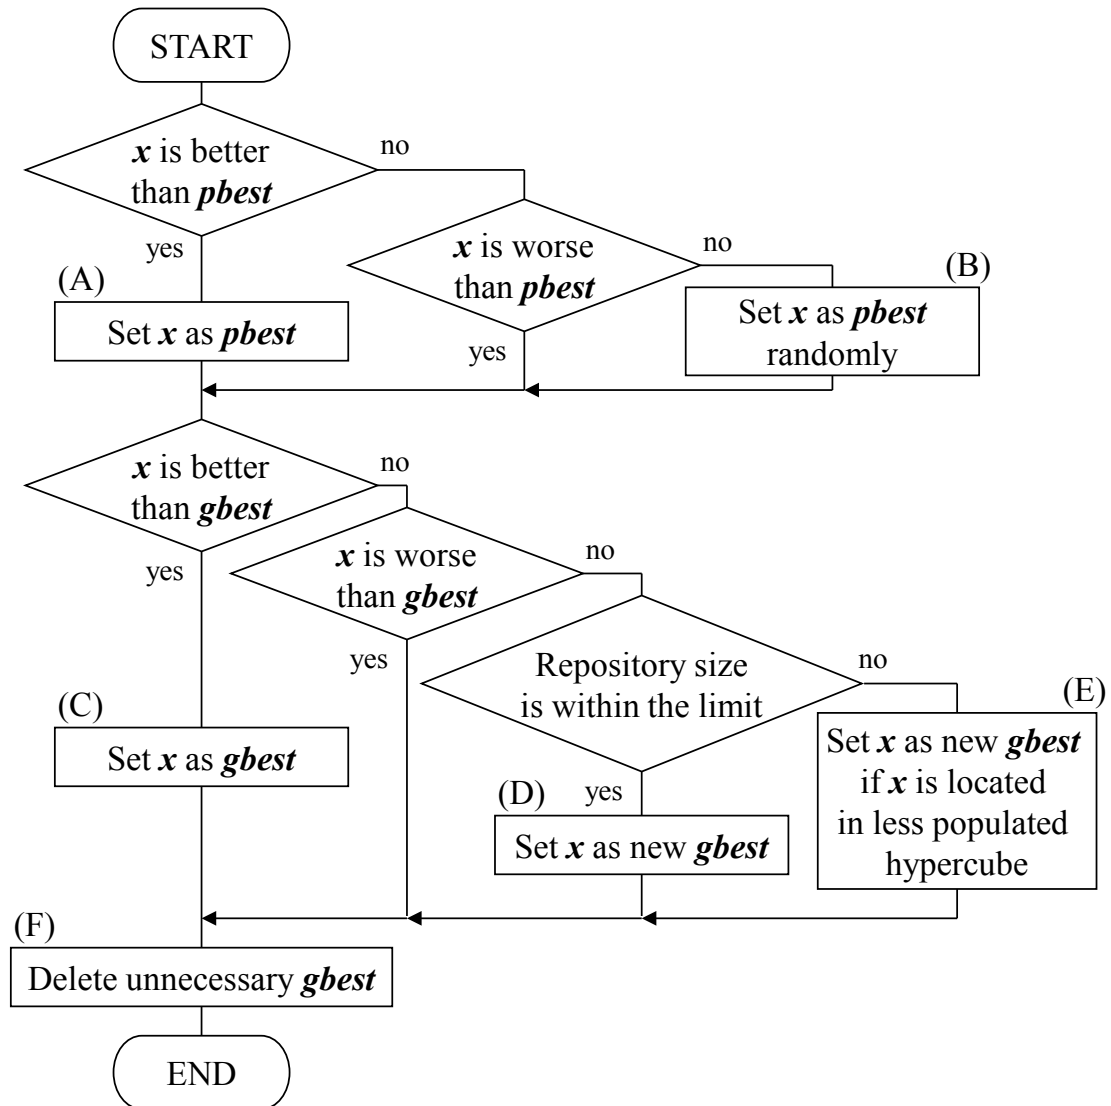 START
x is better
than pbest
no
yes
x is worse
than pbest
no
yes
(A)
Set x as pbest
(B)
Set x as pbest
randomly
x is better
than gbest
no
yes
x is worse
than gbest
no
yes
Repository size
is within the limit
no
yes
(C)
Set x as gbest
(D)
Set x as new gbest
(E)
Set x as new gbest
if x is located
in less populated
hypercube
(F)
Delete unnecessary gbest
END